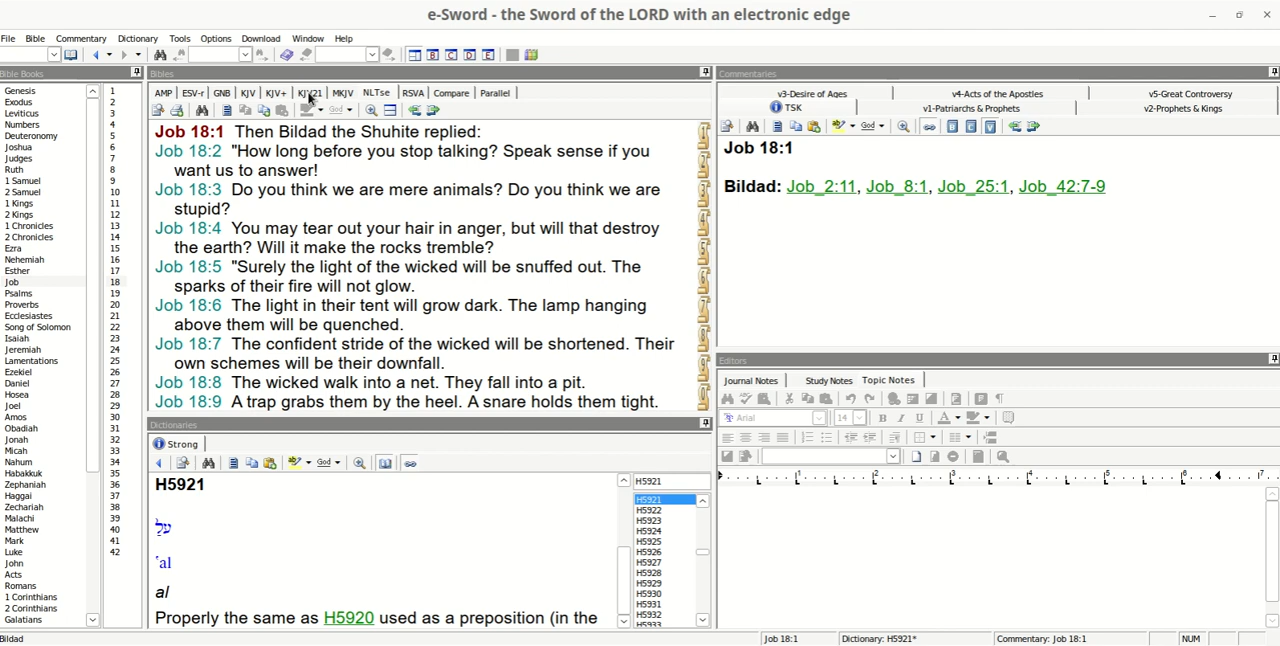 e-Sword - the Sword of the LORD with an electronic edge
File Bible Commentary Dictionary Tools Options Download Window Help
B C D E
Bible Books
Genesis
Exodus
Leviticus
Numbers
Deuteronomy
Joshua
Judges
Ruth
1 Samuel
2 Samuel
1 Kings
2 Kings
1 Chronicles
2 Chronicles
Ezra
Nehemiah
Esther
Job
Psalms
Proverbs
Ecclesiastes
Song of Solomon
Isaiah
Jeremiah
Lamentations
Ezekiel
Daniel
Hosea
Joel
Amos
Obadiah
Jonah
Micah
Nahum
Habakkuk
Zephaniah
Haggai
Zechariah
Malachi
Matthew
Mark
Luke
John
Acts
Romans
1 Corinthians
2 Corinthians
Galatians
1
2
3
4
5
6
7
8
9
10
11
12
13
14
15
16
17
18
19
20
21
22
23
24
25
26
27
28
29
30
31
32
33
34
35
36
37
38
39
40
41
42
Bibles
AMP ESV-r GNB KJV KJV+ KJV21 MKJV NLTse RSVA Compare Parallel
God
Job 18:1 Then Bildad the Shuhite replied:
Job 18:2 "How long before you stop talking? Speak sense if you
want us to answer!
Job 18:3 Do you think we are mere animals? Do you think we are
stupid?
Job 18:4 You may tear out your hair in anger, but will that destroy
the earth? Will it make the rocks tremble?
Job 18:5 "Surely the light of the wicked will be snuffed out. The
sparks of their fire will not glow.
Job 18:6 The light in their tent will grow dark. The lamp hanging
above them will be quenched.
Job 18:7 The confident stride of the wicked will be shortened. Their
own schemes will be their downfall.
Job 18:8 The wicked walk into a net. They fall into a pit.
Job 18:9 A trap grabs them by the heel. A snare holds them tight.
Dictionaries
Strong
God
H5921
על
‛al
al
Properly the same as H5920 used as a preposition (in the
H5921
H5921
H5922
H5923
H5924
H5925
H5926
H5927
H5928
H5929
H5930
H5931
H5932
H5933
Commentaries
v3-Desire of Ages v4-Acts of the Apostles v5-Great Controversy
TSK v1-Patriarchs & Prophets v2-Prophets & Kings
God B C V
Job 18:1
Bildad: Job_2:11, Job_8:1, Job_25:1, Job_42:7-9
Editors
Journal Notes Study Notes Topic Notes
Arial 14 B I U A
1 2 3 4 5 6 7
Bildad Job 18:1 Dictionary: H5921* Commentary: Job 18:1 NUM